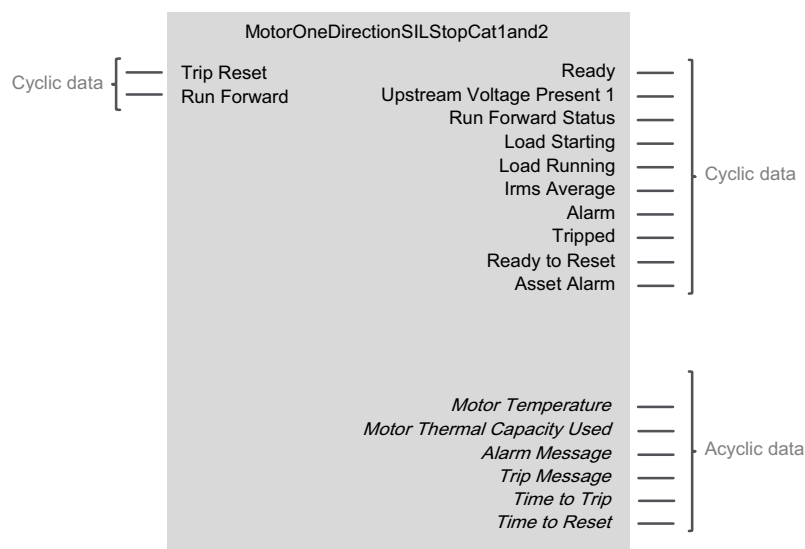 MotorOneDirectionSILStopCat1and2
Cyclic data
Trip Reset
Run Forward
Ready
Upstream Voltage Present 1
Run Forward Status
Load Starting
Load Running
Irms Average
Alarm
Tripped
Ready to Reset
Asset Alarm
Cyclic data
Motor Temperature
Motor Thermal Capacity Used
Alarm Message
Trip Message
Time to Trip
Time to Reset
Acyclic data